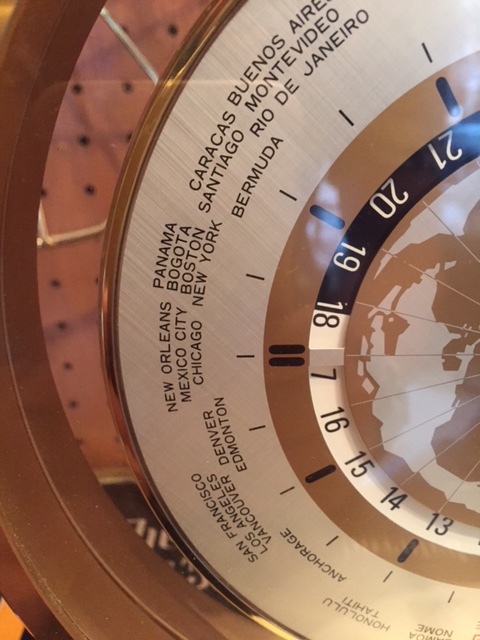 BUENOS AIRES
MONTEVIDEO
RIO DE JANEIRO
CARACAS
SANTIAGO
BERMUDA
PANAMA
BOGOTA
BOSTON
NEW YORK
NEW ORLEANS
MEXICO CITY
CHICAGO
DENVER
EDMONTON
SAN FRANCISCO
LOS ANGELES
VANCOUVER
ANCHORAGE
HONOLULU
TAHITI
NOME
21
20
19
18
7
16
15
14
13